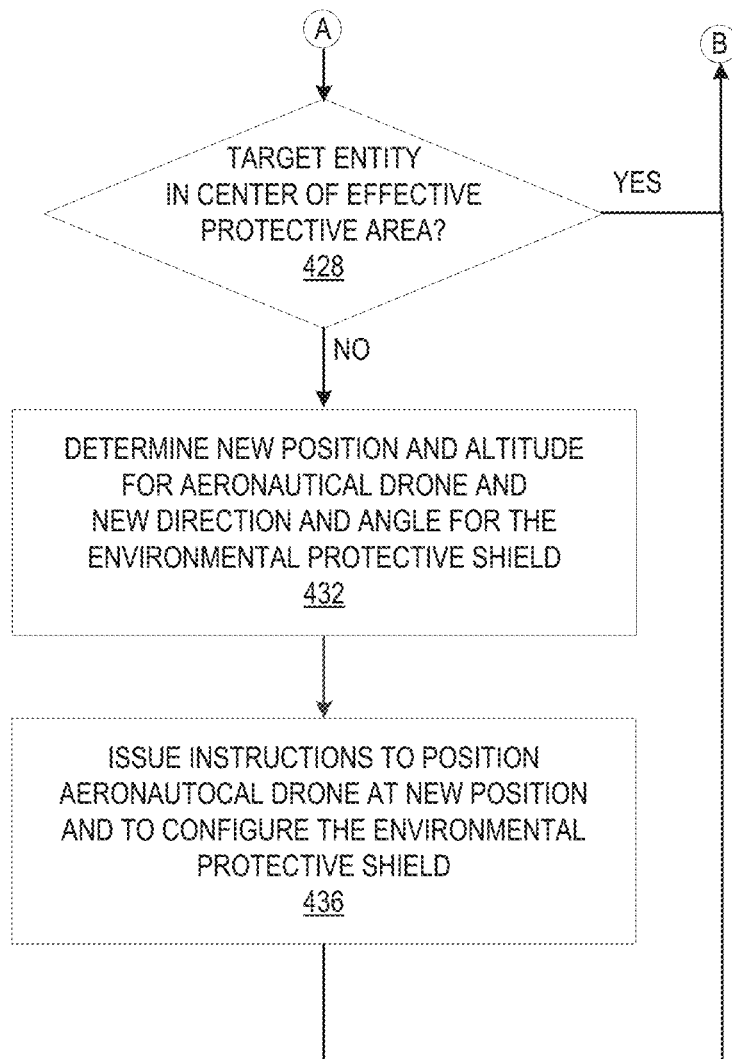 A
B
TARGET ENTITY
IN CENTER OF EFFECTIVE
PROTECTIVE AREA?
428
YES
NO
DETERMINE NEW POSITION AND ALTITUDE
FOR AERONAUTICAL DRONE AND
NEW DIRECTION AND ANGLE FOR THE
ENVIRONMENTAL PROTECTIVE SHIELD
432
ISSUE INSTRUCTIONS TO POSITION
AERONAUTOCAL DRONE AT NEW POSITION
AND TO CONFIGURE THE ENVIRONMENTAL
PROTECTIVE SHIELD
436